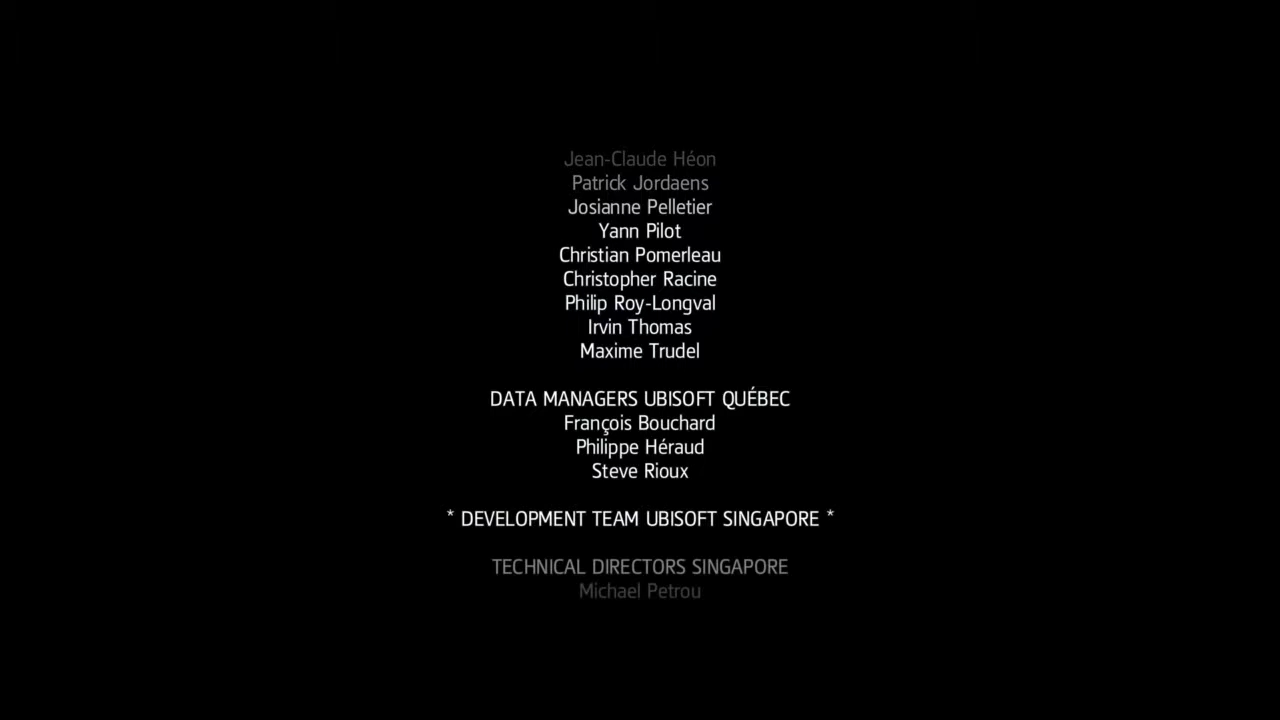 Jean-Claude Héon
Patrick Jordaens
Josianne Pelletier
Yann Pilot
Christian Pomerleau
Christopher Racine
Philip Roy-Longval
Irvin Thomas
Maxime Trudel
DATA MANAGERS UBISOFT QUÉBEC
François Bouchard
Philippe Héraud
Steve Rioux
* DEVELOPMENT TEAM UBISOFT SINGAPORE *
TECHNICAL DIRECTORS SINGAPORE
Michael Petrou